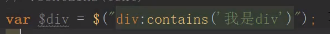 var $div = $("div:contains('我是div')");